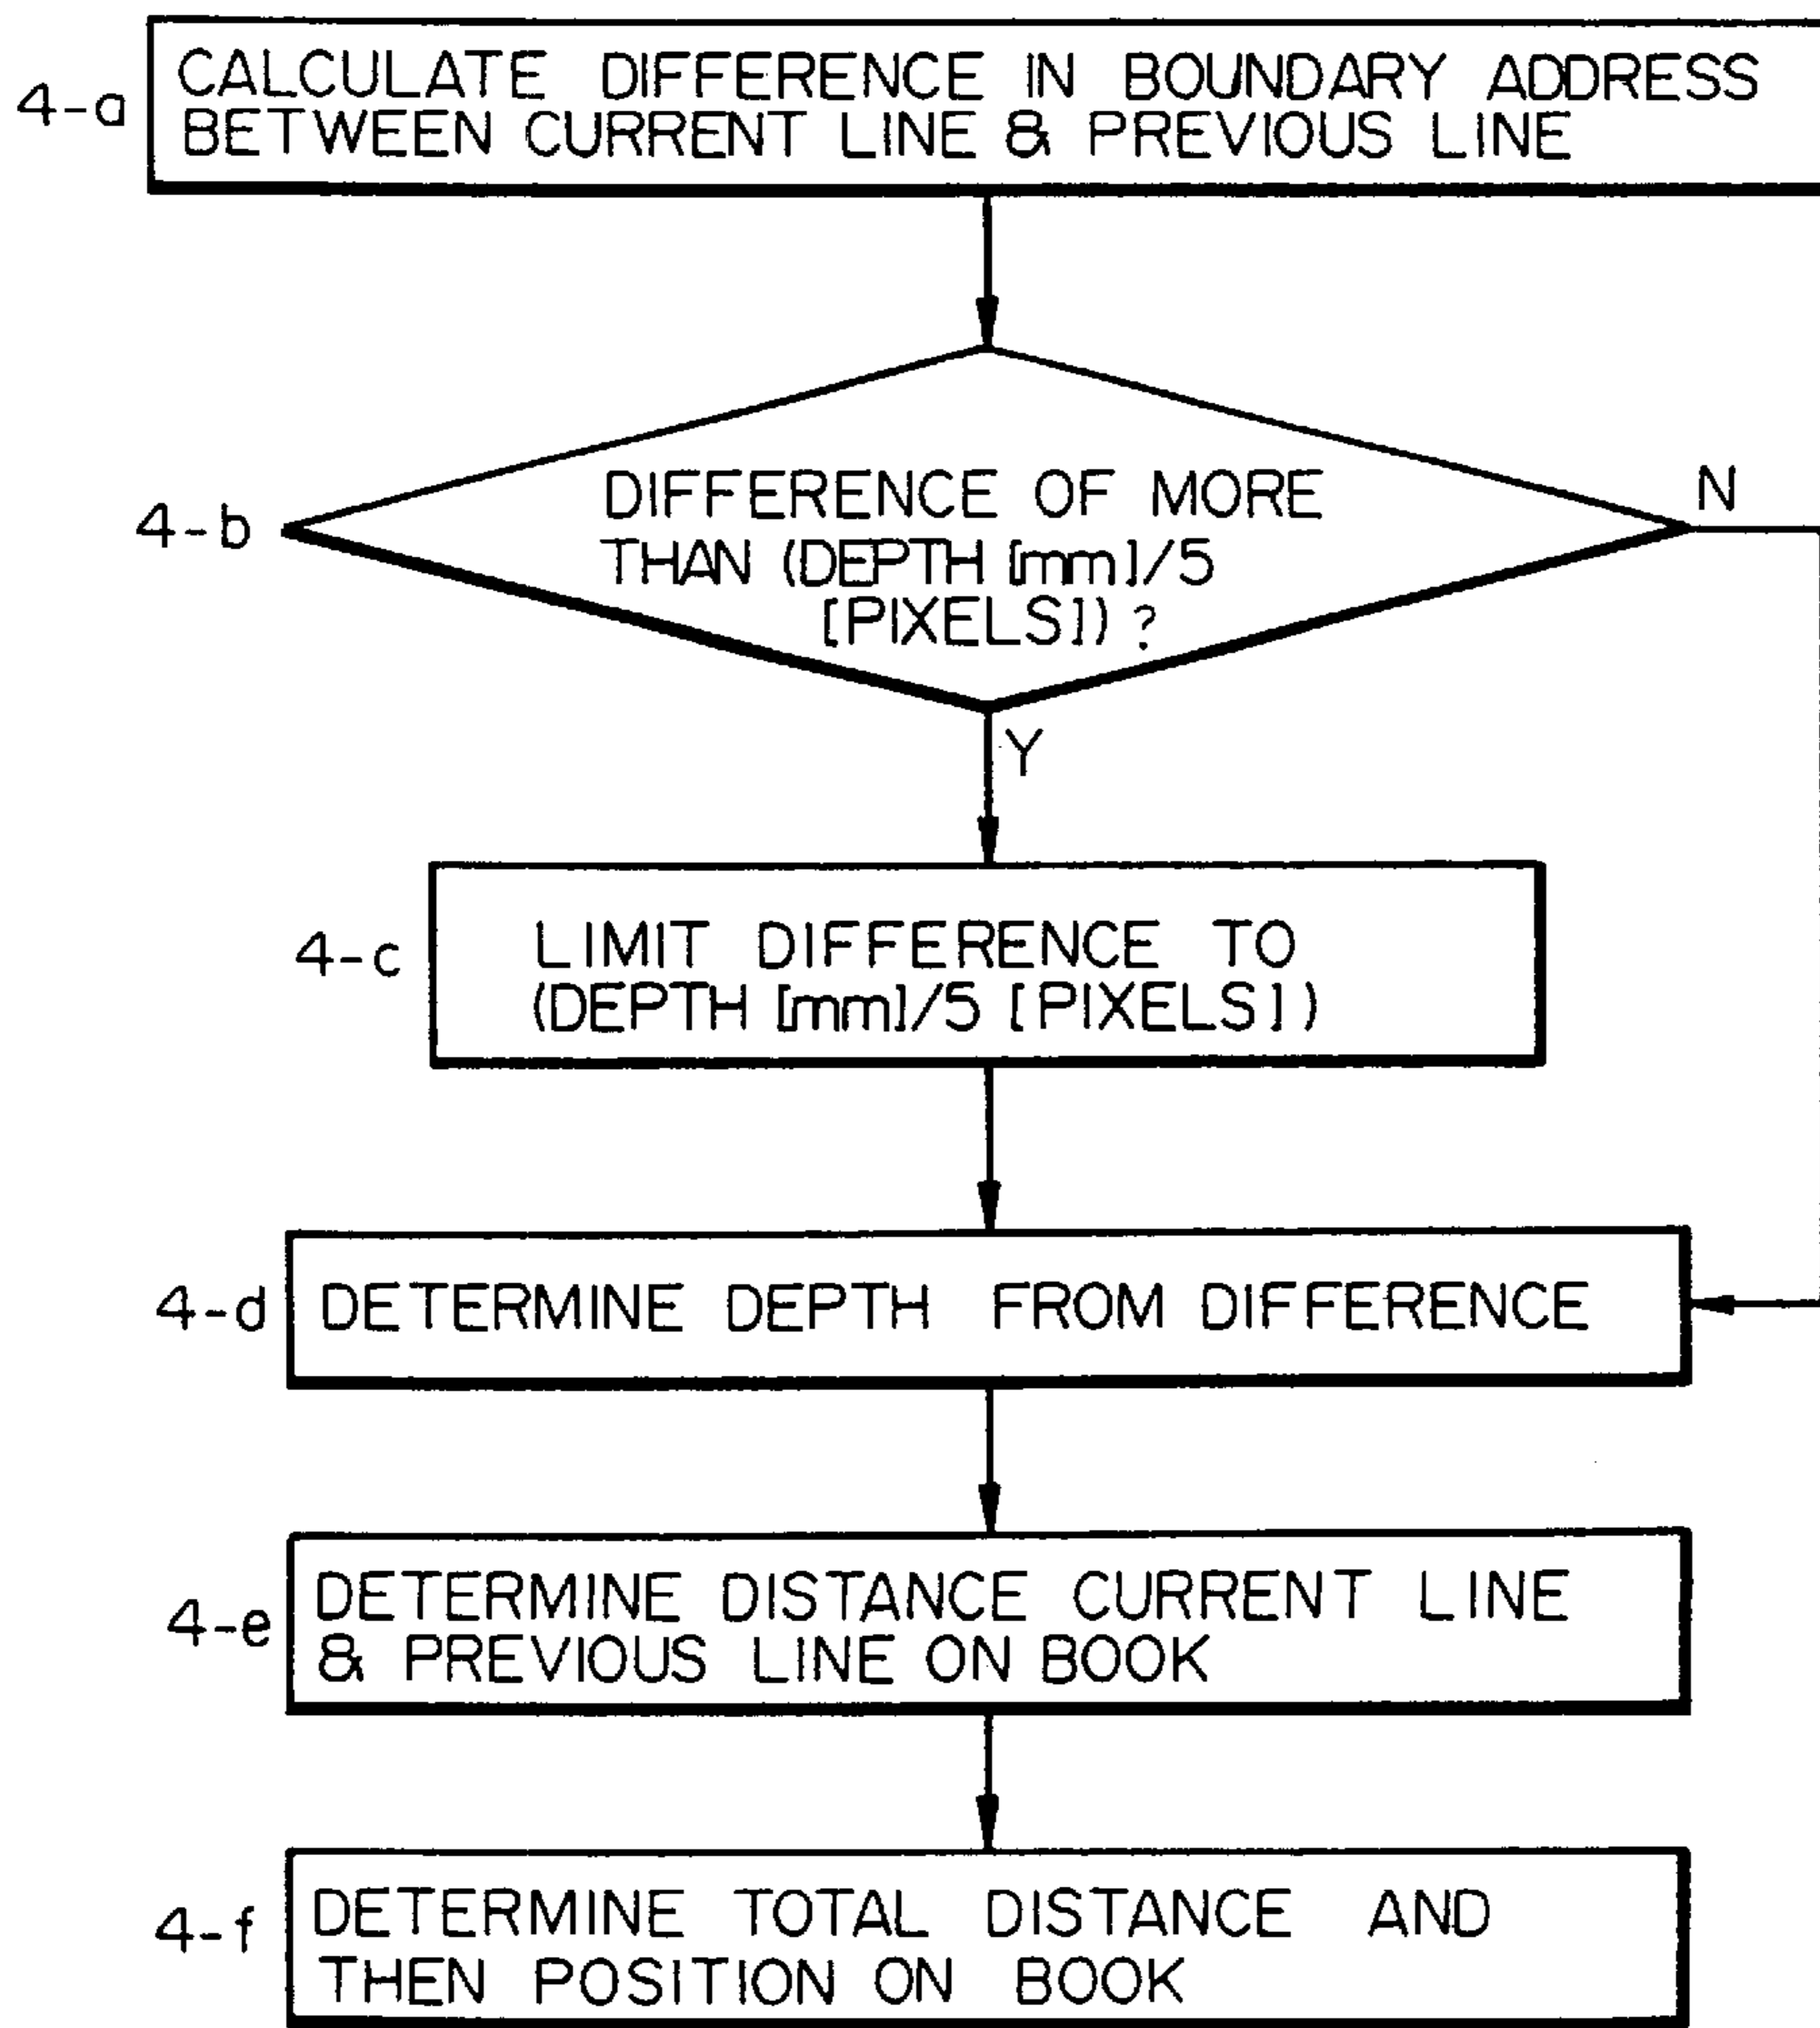 4-a
CALCULATE DIFFERENCE IN BOUNDARY ADDRESS
BETWEEN CURRENT LINE & PREVIOUS LINE
4-b
DIFFERENCE OF MORE
THAN (DEPTH [mm]/5
[PIXELS]) ?
N
Y
4-c
LIMIT DIFFERENCE TO
(DEPTH [mm]/5 [PIXELS])
4-d
DETERMINE DEPTH FROM DIFFERENCE
4-e
DETERMINE DISTANCE CURRENT LINE
& PREVIOUS LINE ON BOOK
4-f
DETERMINE TOTAL DISTANCE AND
THEN POSITION ON BOOK